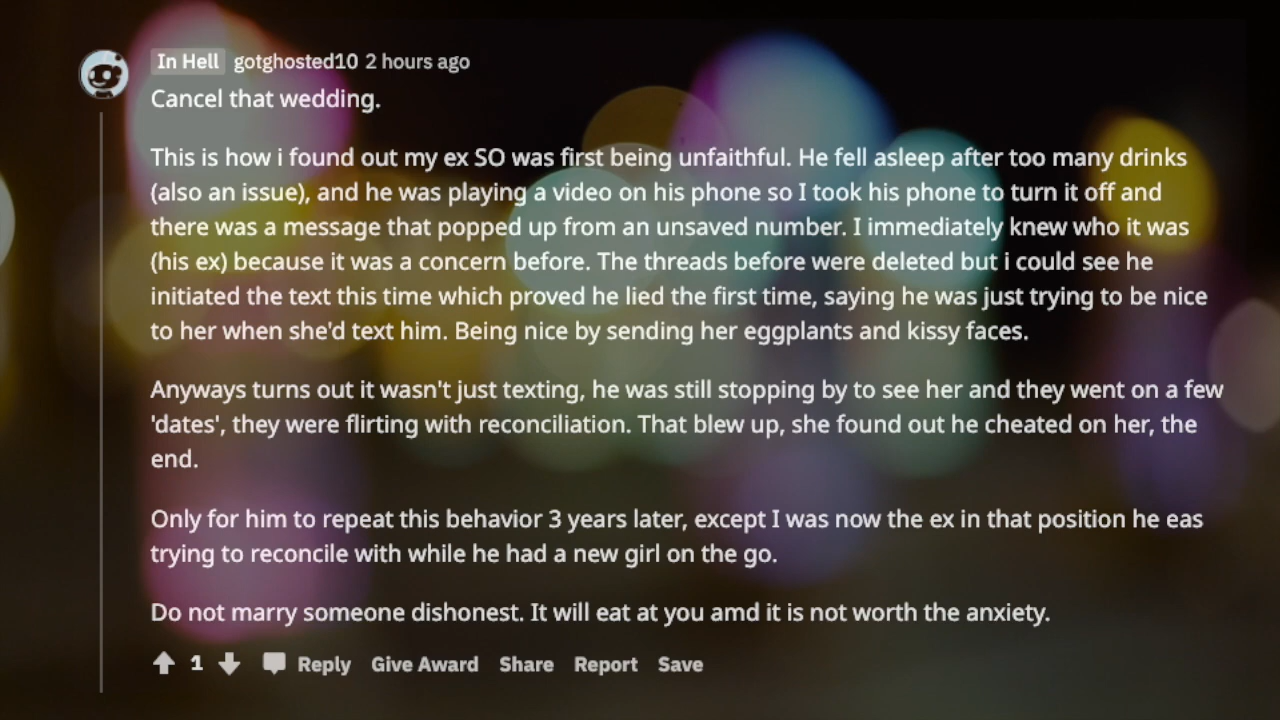 In Hell gotghosted10 2 hours ago
Cancel that wedding.
This is how i found out my ex SO was first being unfaithful. He fell asleep after too many drinks
(also an issue), and he was playing a video on his phone so I took his phone to turn it off and
there was a message that popped up from an unsaved number. I immediately knew who it was
(his ex) because it was a concern before. The threads before were deleted but i could see he
initiated the text this time which proved he lied the first time, saying he was just trying to be nice
to her when she'd text him. Being nice by sending her eggplants and kissy faces.
Anyways turns out it wasn't just texting, he was still stopping by to see her and they went on a few
'dates', they were flirting with reconciliation. That blew up, she found out he cheated on her, the
end.
Only for him to repeat this behavior 3 years later, except I was now the ex in that position he eas
trying to reconcile with while he had a new girl on the go.
Do not marry someone dishonest. It will eat at you amd it is not worth the anxiety.
1 Reply Give Award Share Report Save